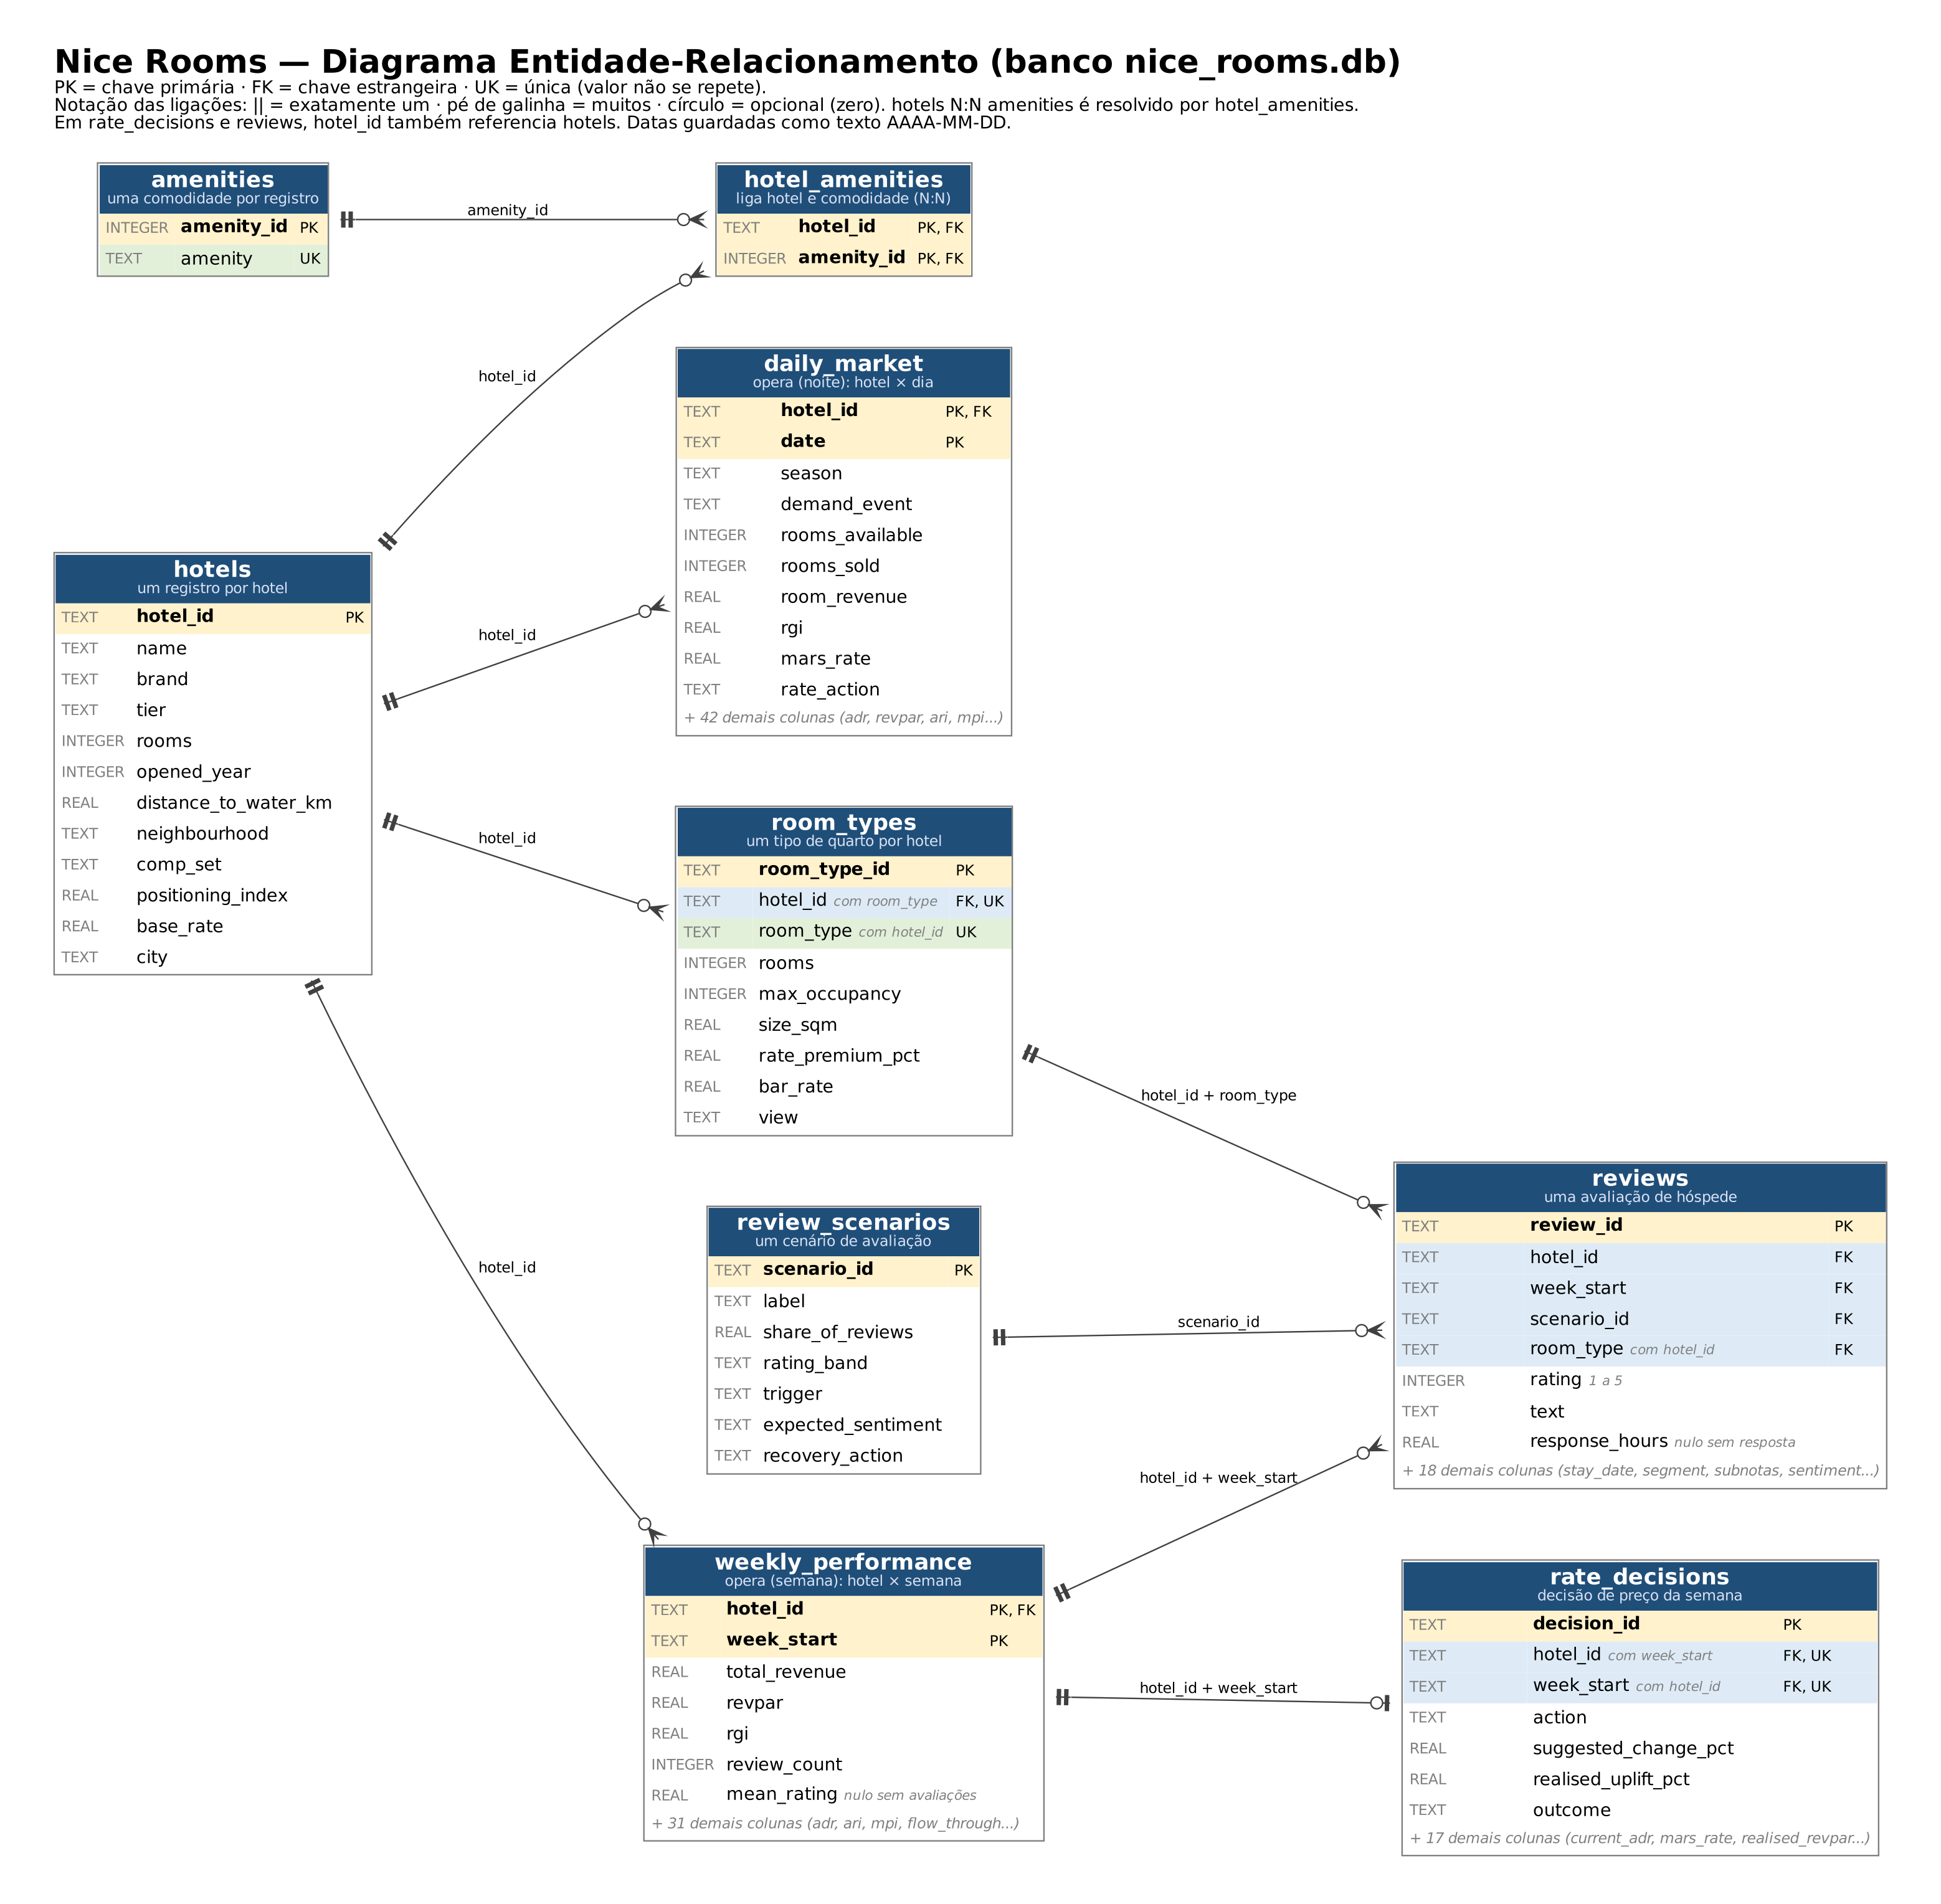 Nice Rooms — Diagrama Entidade-Relacionamento (banco nice_rooms.db)
PK = chave primária · FK = chave estrangeira · UK = única (valor não se repete).
Notação das ligações: || = exatamente um · pé de galinha = muitos · círculo = opcional (zero). hotels N:N amenities é resolvido por hotel_amenities.
Em rate_decisions e reviews, hotel_id também referencia hotels. Datas guardadas como texto AAAA-MM-DD.
amenities
uma comodidade por registro
INTEGER amenity_id PK
TEXT amenity UK
amenity_id
hotel_amenities
liga hotel e comodidade (N:N)
TEXT hotel_id PK, FK
INTEGER amenity_id PK, FK
hotel_id
daily_market
opera (noite): hotel × dia
TEXT hotel_id PK, FK
TEXT date PK
TEXT season
TEXT demand_event
INTEGER rooms_available
INTEGER rooms_sold
REAL room_revenue
REAL rgi
REAL mars_rate
TEXT rate_action
+ 42 demais colunas (adr, revpar, ari, mpi...)
hotels
um registro por hotel
TEXT hotel_id PK
TEXT name
TEXT brand
TEXT tier
INTEGER rooms
INTEGER opened_year
REAL distance_to_water_km
TEXT neighbourhood
TEXT comp_set
REAL positioning_index
REAL base_rate
TEXT city
hotel_id
hotel_id
room_types
um tipo de quarto por hotel
TEXT room_type_id PK
TEXT hotel_id com room_type FK, UK
TEXT room_type com hotel_id UK
INTEGER rooms
INTEGER max_occupancy
REAL size_sqm
REAL rate_premium_pct
REAL bar_rate
TEXT view
hotel_id + room_type
reviews
uma avaliação de hóspede
TEXT review_id PK
TEXT hotel_id FK
TEXT week_start FK
TEXT scenario_id FK
TEXT room_type com hotel_id FK
INTEGER rating 1 a 5
TEXT text
REAL response_hours nulo sem resposta
+ 18 demais colunas (stay_date, segment, subnotas, sentiment...)
review_scenarios
um cenário de avaliação
TEXT scenario_id PK
TEXT label
REAL share_of_reviews
TEXT rating_band
TEXT trigger
TEXT expected_sentiment
TEXT recovery_action
scenario_id
hotel_id
hotel_id + week_start
weekly_performance
opera (semana): hotel × semana
TEXT hotel_id PK, FK
TEXT week_start PK
REAL total_revenue
REAL revpar
REAL rgi
INTEGER review_count
REAL mean_rating nulo sem avaliações
+ 31 demais colunas (adr, ari, mpi, flow_through...)
hotel_id + week_start
rate_decisions
decisão de preço da semana
TEXT decision_id PK
TEXT hotel_id com week_start FK, UK
TEXT week_start com hotel_id FK, UK
TEXT action
REAL suggested_change_pct
REAL realised_uplift_pct
TEXT outcome
+ 17 demais colunas (current_adr, mars_rate, realised_revpar...)